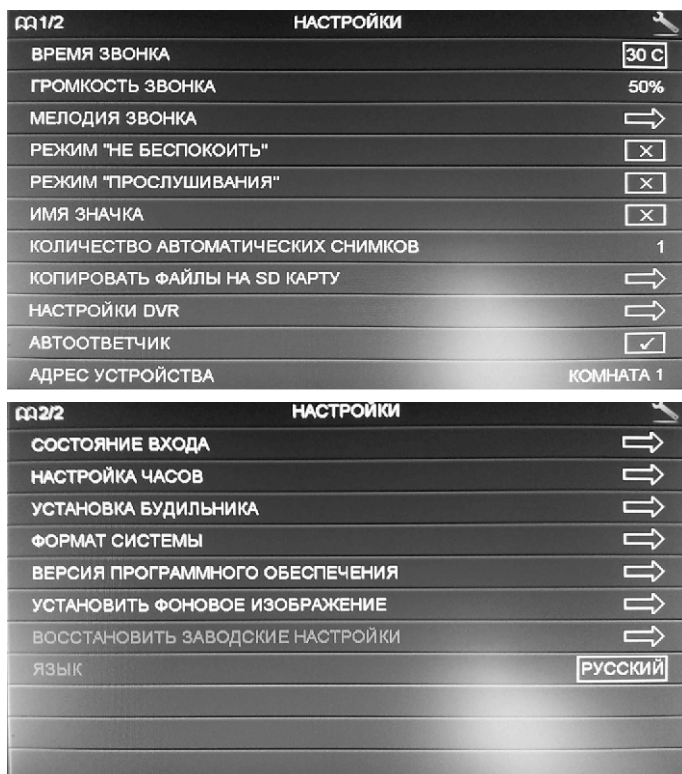 1/2 НАСТРОЙКИ
ВРЕМЯ ЗВОНКА 30 С
ГРОМКОСТЬ ЗВОНКА 50%
МЕЛОДИЯ ЗВОНКА
РЕЖИМ "НЕ БЕСПОКОИТЬ"
РЕЖИМ "ПРОСЛУШИВАНИЯ"
ИМЯ ЗНАЧКА
КОЛИЧЕСТВО АВТОМАТИЧЕСКИХ СНИМКОВ 1
КОПИРОВАТЬ ФАЙЛЫ НА SD КАРТУ
НАСТРОЙКИ DVR
АВТООТВЕТЧИК
АДРЕС УСТРОЙСТВА КОМНАТА 1
2/2 НАСТРОЙКИ
СОСТОЯНИЕ ВХОДА
НАСТРОЙКА ЧАСОВ
УСТАНОВКА БУДИЛЬНИКА
ФОРМАТ СИСТЕМЫ
ВЕРСИЯ ПРОГРАММНОГО ОБЕСПЕЧЕНИЯ
УСТАНОВИТЬ ФОНОВОЕ ИЗОБРАЖЕНИЕ
ВОССТАНОВИТЬ ЗАВОДСКИЕ НАСТРОЙКИ
ЯЗЫК РУССКИЙ